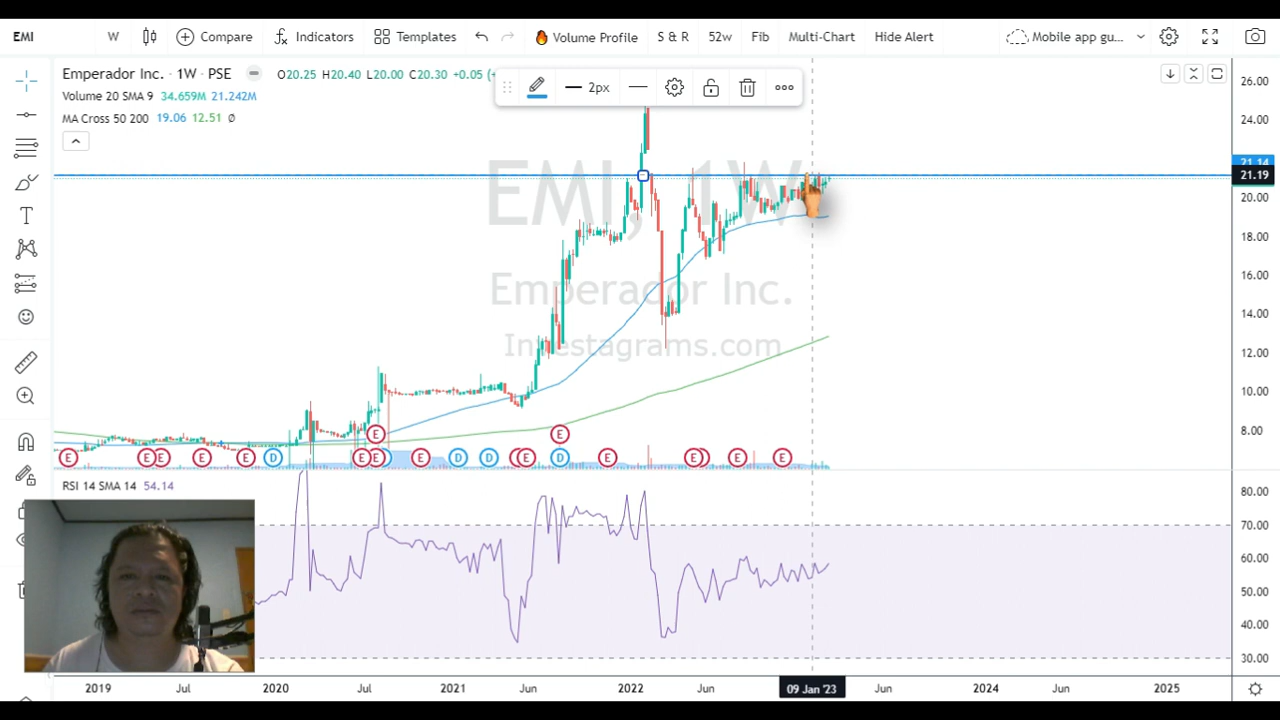 EMI W Compare Indicators Templates Volume Profile S & R 52w Fib Multi-Chart Hide Alert Mobile app gu...
Emperador Inc. · 1W · PSE O20.25 H20.40 L20.00 C20.30 +0.05 (+
Volume 20 SMA 9 34.659M 21.242M
MA Cross 50 200 19.06 12.51 Ø
2px
EMI, 1W,
Emperador Inc.
Investagrams.com
26.00
24.00
21.14
21.19
20.00
18.00
16.00
14.00
12.00
10.00
8.00
E E E E E D E E E D E D D E E E D E E E E E
RSI 14 SMA 14 54.14
80.00
70.00
60.00
50.00
40.00
30.00
2019 Jul 2020 Jul 2021 Jun 2022 Jun 09 Jan '23 Jun 2024 Jun 2025